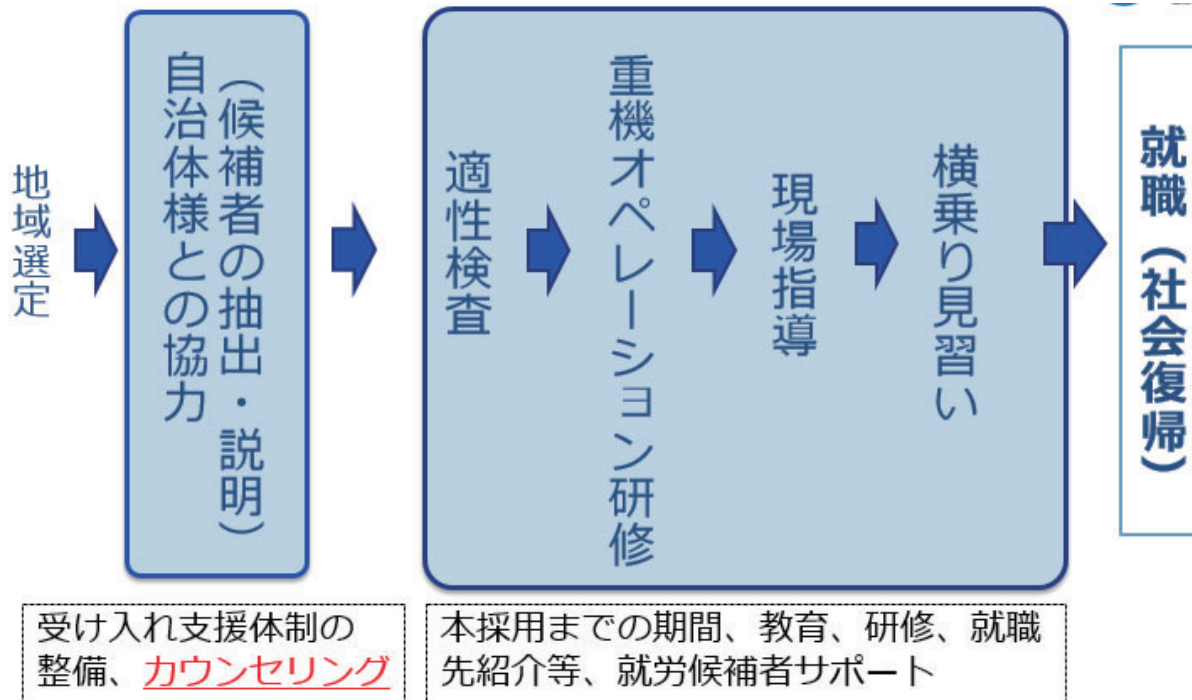 地域選定
（候補者の抽出・説明）
自治体様との協力
適性検査
重機オペレーション研修
現場指導
横乗り見習い
就職（社会復帰）
受け入れ支援体制の
整備、カウンセリング
本採用までの期間、教育、研修、就職
先紹介等、就労候補者サポート